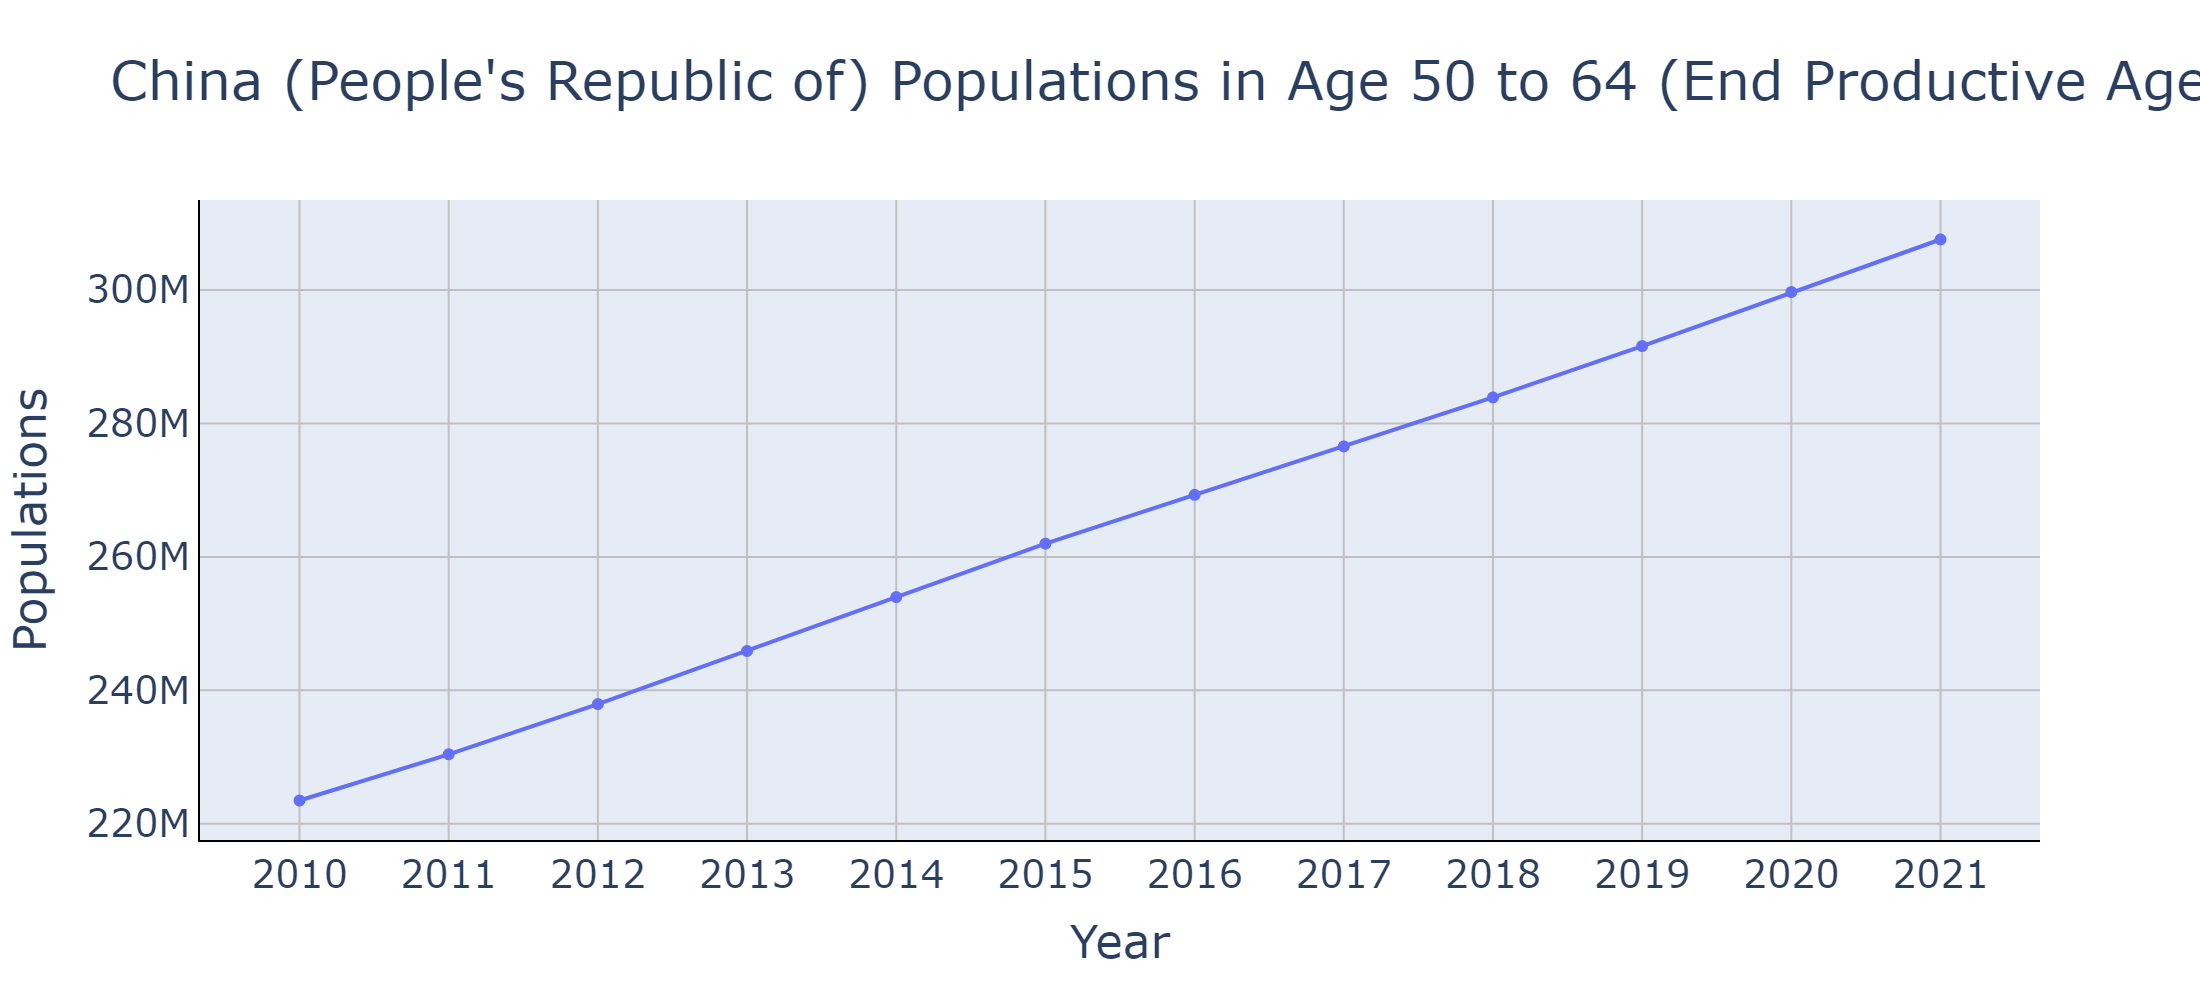 China (People's Republic of) Populations in Age 50 to 64 (End Productive Age
300M
280M
260M
240M
220M
Populations
2010 2011 2012 2013 2014 2015 2016 2017 2018 2019 2020 2021
Year